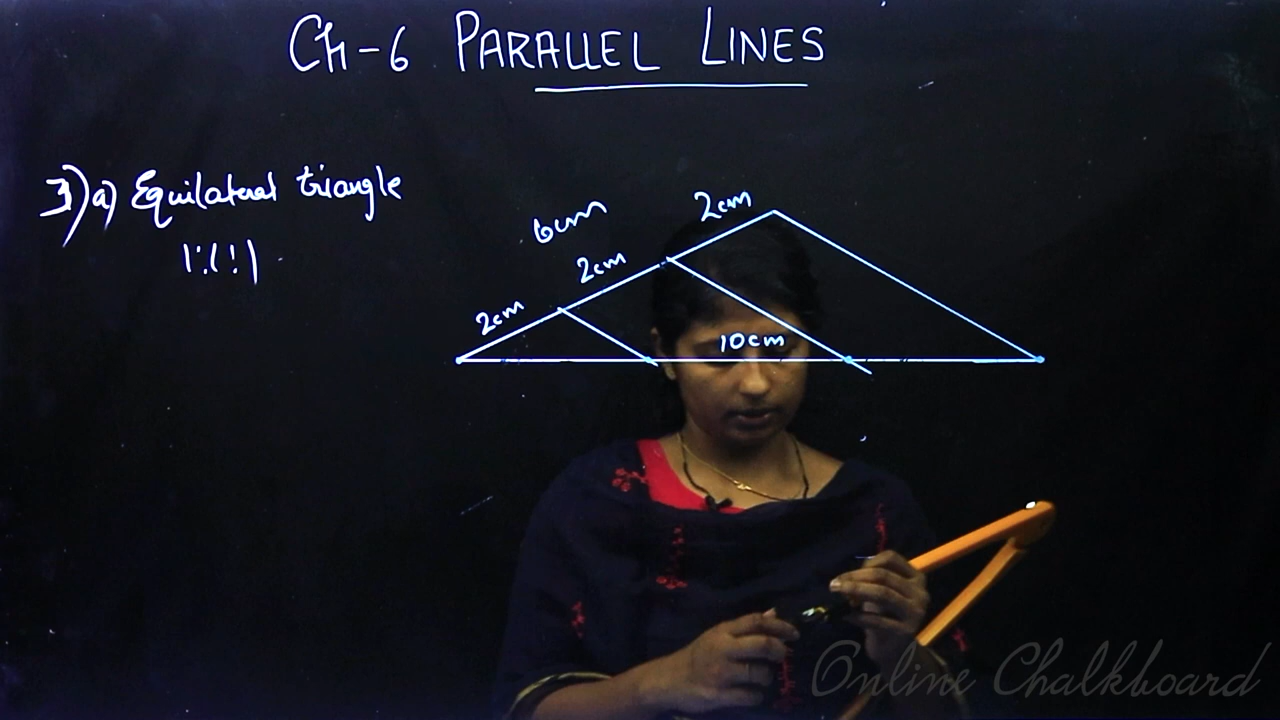 Ch-6 PARALLEL LINES
3) a) Equilateral triangle
1:1:1
6cm
2cm
2cm
2cm
10cm
Online Chalkboard